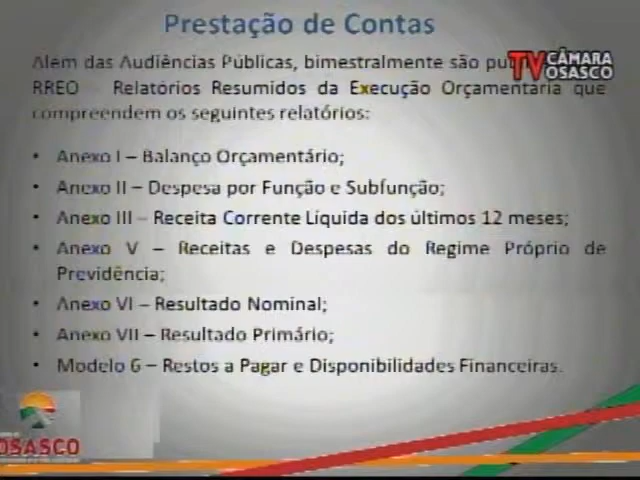 Prestação de Contas
Além das Audiências Públicas, bimestralmente são
TV CÂMARA
OSASCO
RREO – Relatórios Resumidos da Execução Orçamentária que
compreendem os seguintes relatórios:
• Anexo I – Balanço Orçamentário;
• Anexo II – Despesa por Função e Subfunção;
• Anexo III – Receita Corrente Líquida dos últimos 12 meses;
• Anexo V – Receitas e Despesas do Regime Próprio de
Previdência;
• Anexo VI – Resultado Nominal;
• Anexo VII – Resultado Primário;
• Modelo 6 – Restos a Pagar e Disponibilidades Financeiras.
OSASCO